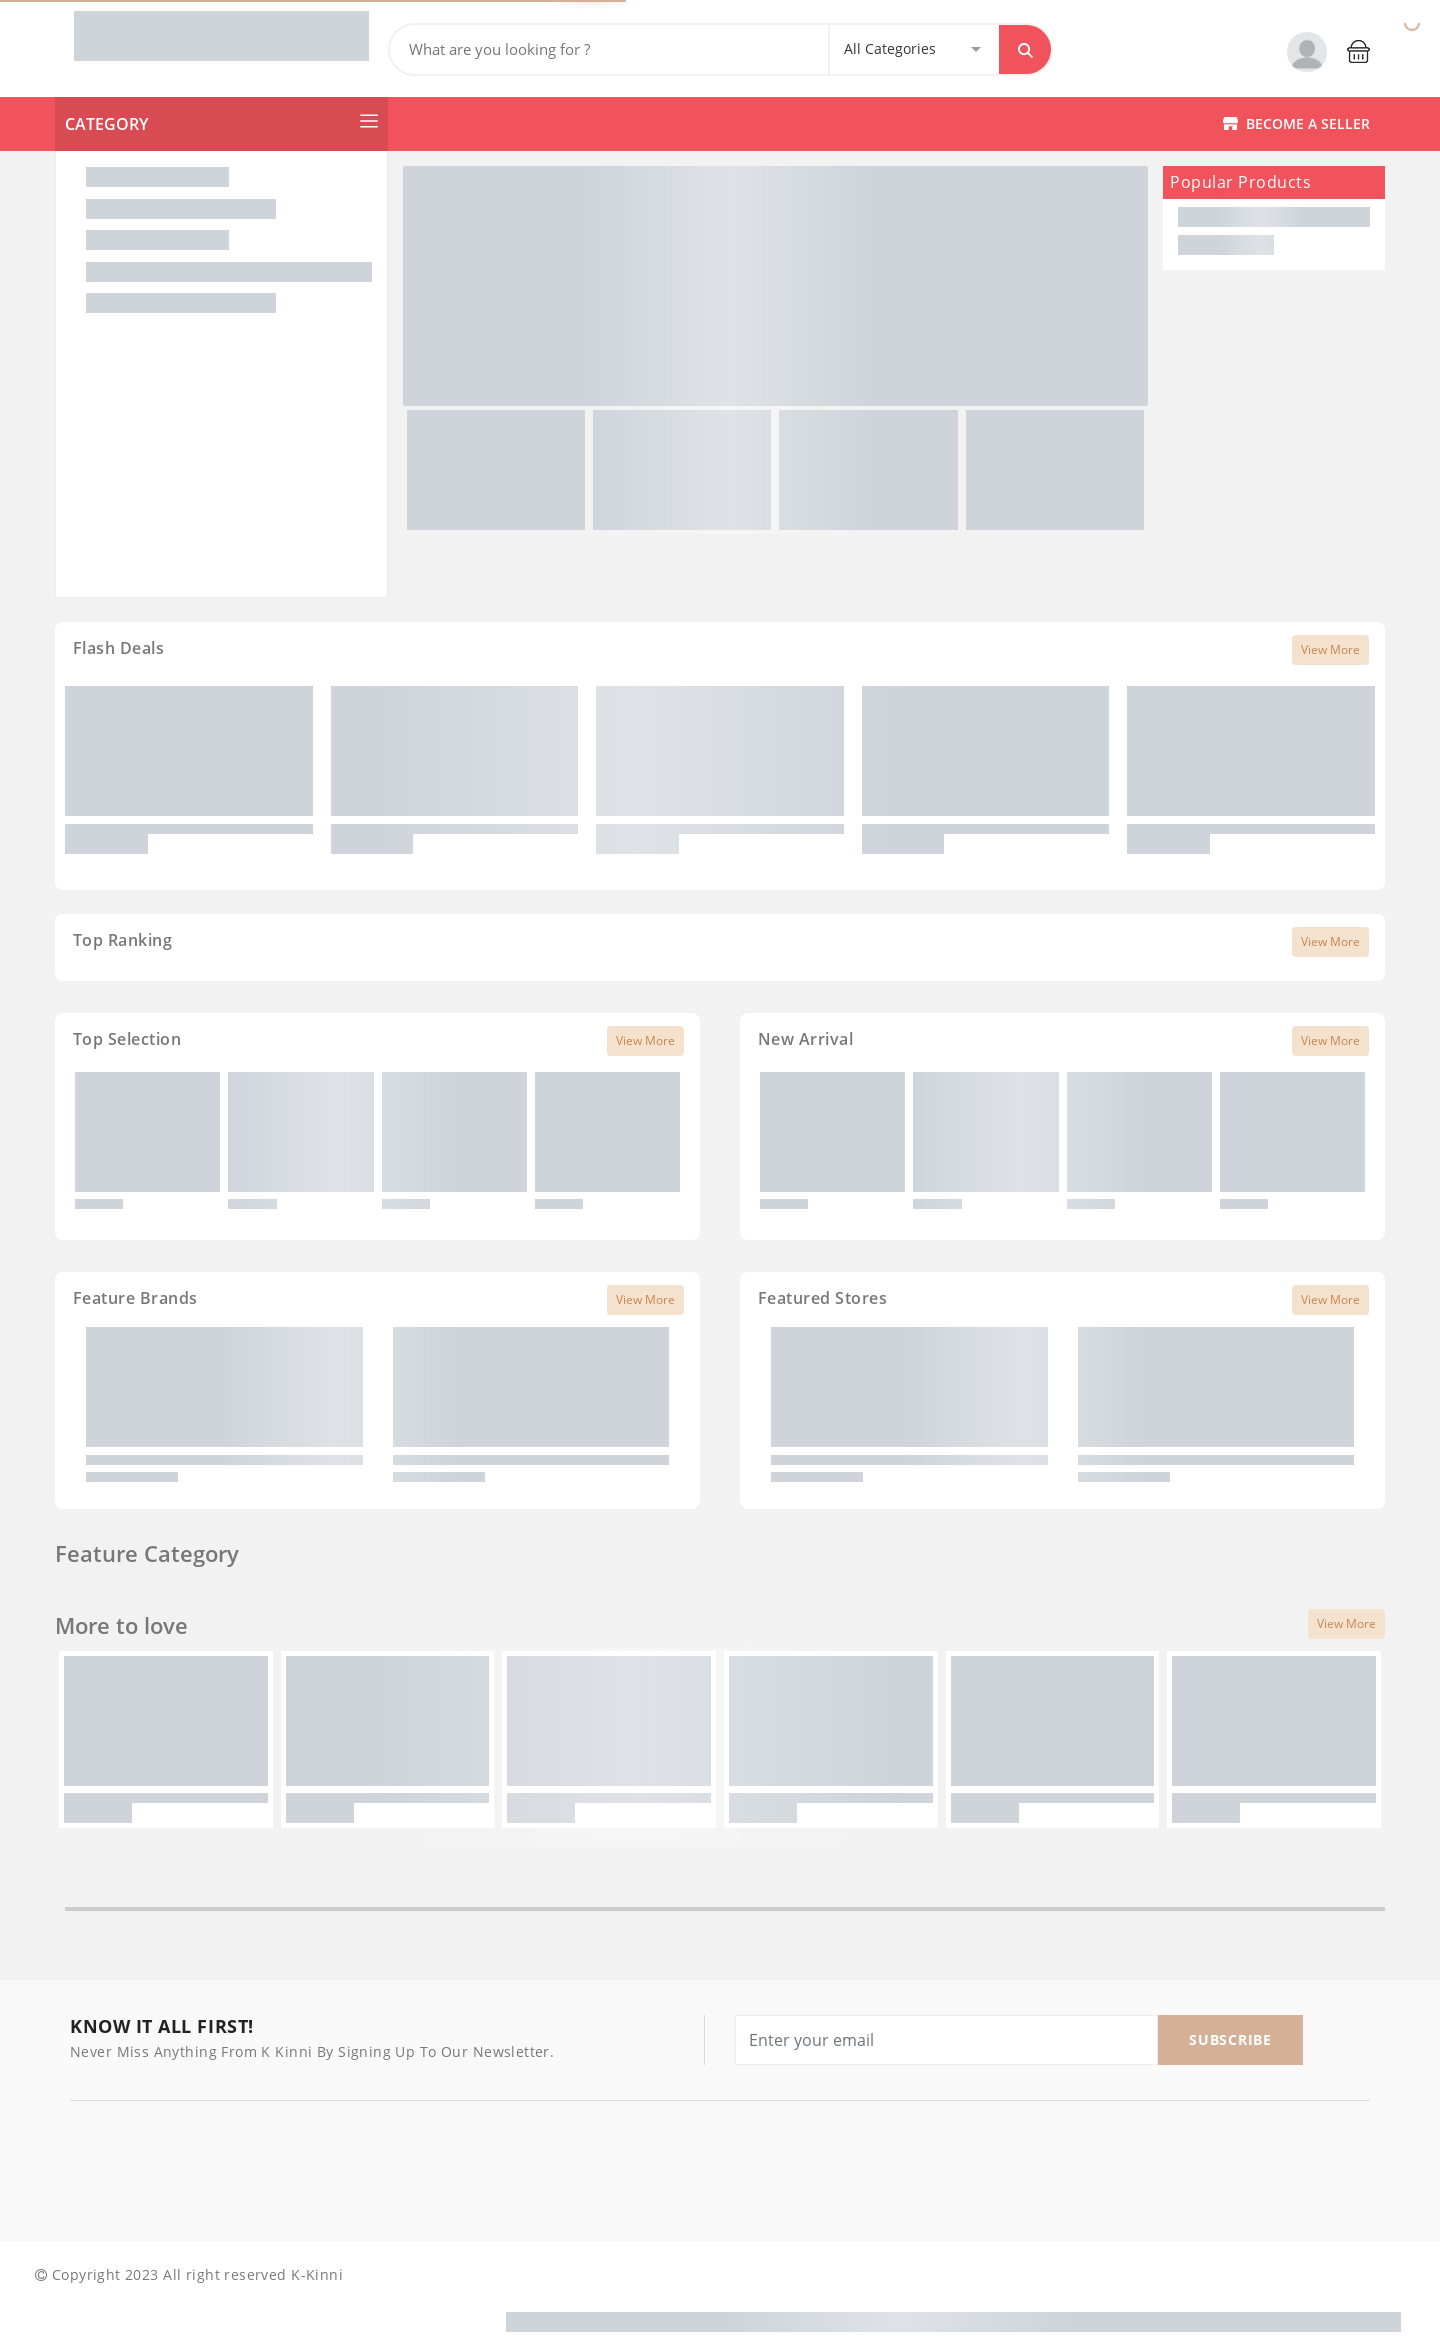 What are you looking for ?
All Categories
CATEGORY
BECOME A SELLER
Popular Products
Flash Deals
View More
Top Ranking
View More
Top Selection
View More
New Arrival
View More
Feature Brands
View More
Featured Stores
View More
Feature Category
More to love
View More
KNOW IT ALL FIRST!
Never Miss Anything From K Kinni By Signing Up To Our Newsletter.
Enter your email
SUBSCRIBE
© Copyright 2023 All right reserved K-Kinni